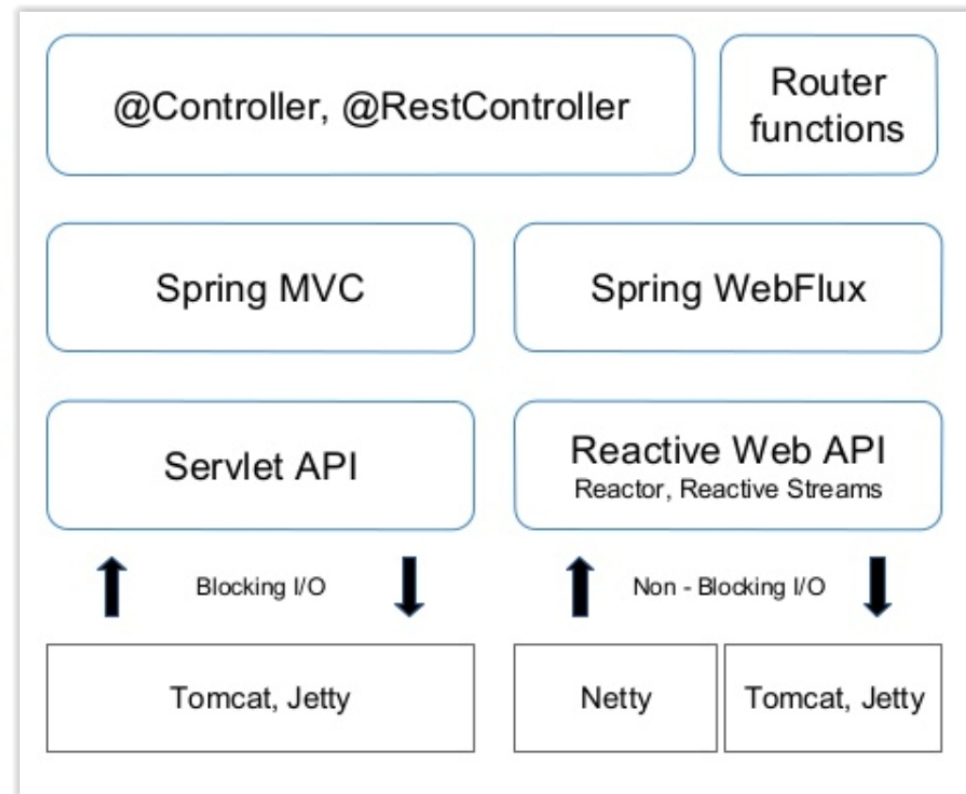 @Controller, @RestController
Router
functions
Spring MVC
Spring WebFlux
Servlet API
Reactive Web API
Reactor, Reactive Streams
Blocking I/O
Non - Blocking I/O
Tomcat, Jetty
Netty
Tomcat, Jetty